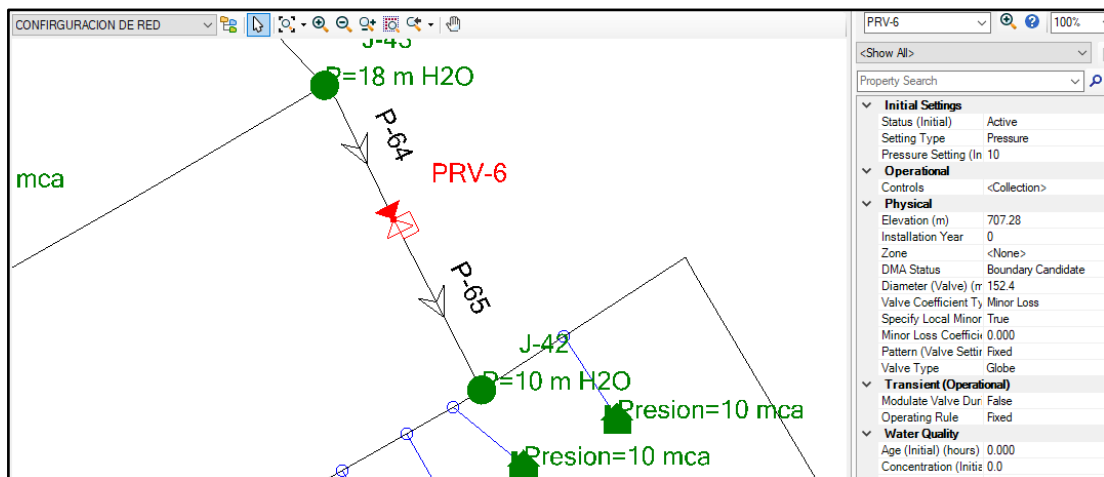 CONFIRGURACION DE RED
J-43
P=18 m H2O
P-64
mca
PRV-6
P-65
J-42
P=10 m H2O
Presion=10 mca
Presion=10 mca
PRV-6
100%
<Show All>
Property Search
Initial Settings
Status (Initial) Active
Setting Type Pressure
Pressure Setting (In 10
Operational
Controls <Collection>
Physical
Elevation (m) 707.28
Installation Year 0
Zone <None>
DMA Status Boundary Candidate
Diameter (Valve) (m 152.4
Valve Coefficient Ty Minor Loss
Specify Local Minor True
Minor Loss Coefficie 0.000
Pattern (Valve Settin Fixed
Valve Type Globe
Transient (Operational)
Modulate Valve Duri False
Operating Rule Fixed
Water Quality
Age (Initial) (hours) 0.000
Concentration (Initia 0.0